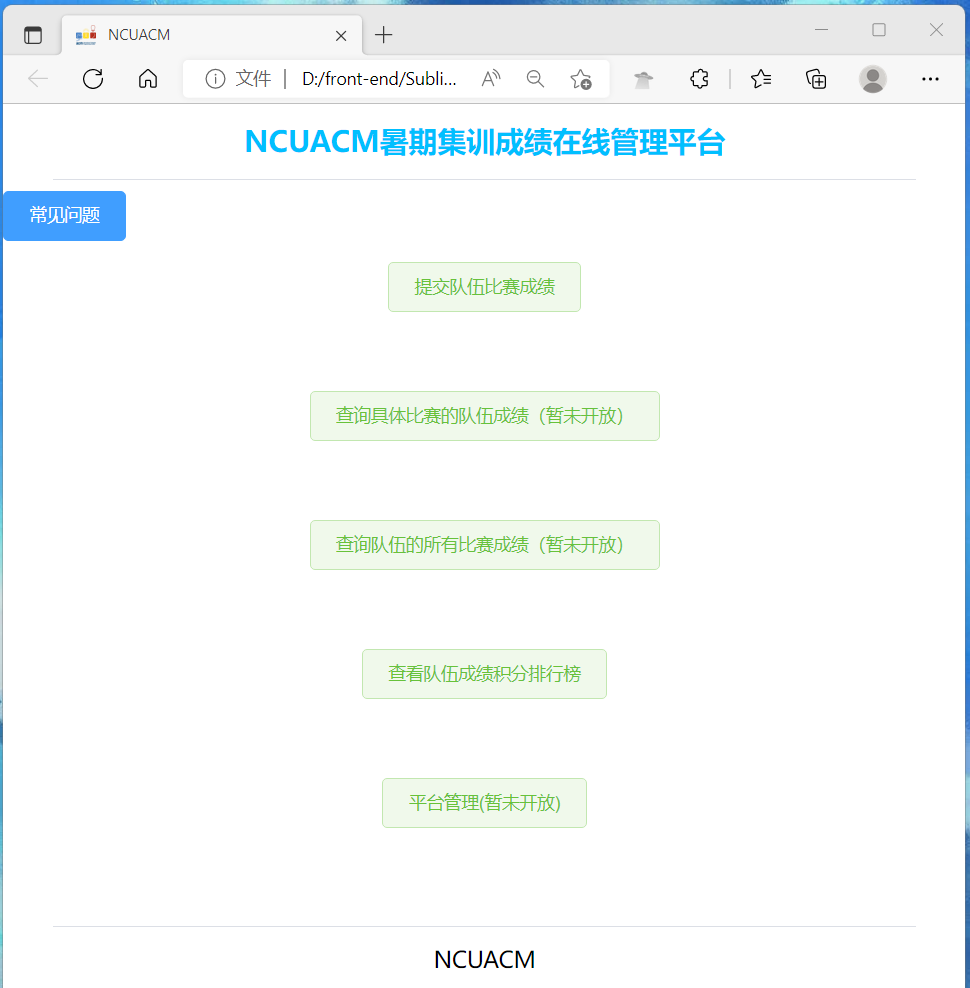 NCUACM
文件 D:/front-end/Subli...
NCUACM暑期集训成绩在线管理平台
常见问题
提交队伍比赛成绩
查询具体比赛的队伍成绩（暂未开放）
查询队伍的所有比赛成绩（暂未开放）
查看队伍成绩积分排行榜
平台管理(暂未开放)
NCUACM